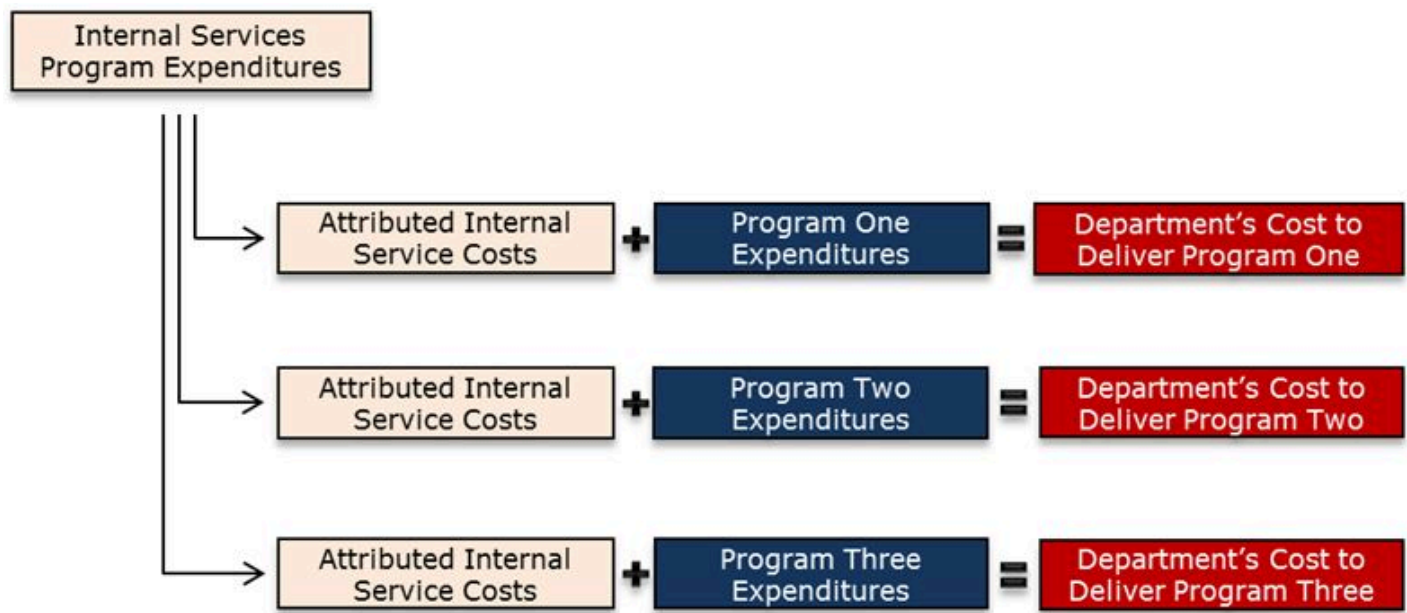 Internal Services
Program Expenditures
Attributed Internal
Service Costs
+
Program One
Expenditures
=
Department's Cost to
Deliver Program One
Attributed Internal
Service Costs
+
Program Two
Expenditures
=
Department's Cost to
Deliver Program Two
Attributed Internal
Service Costs
+
Program Three
Expenditures
=
Department's Cost to
Deliver Program Three